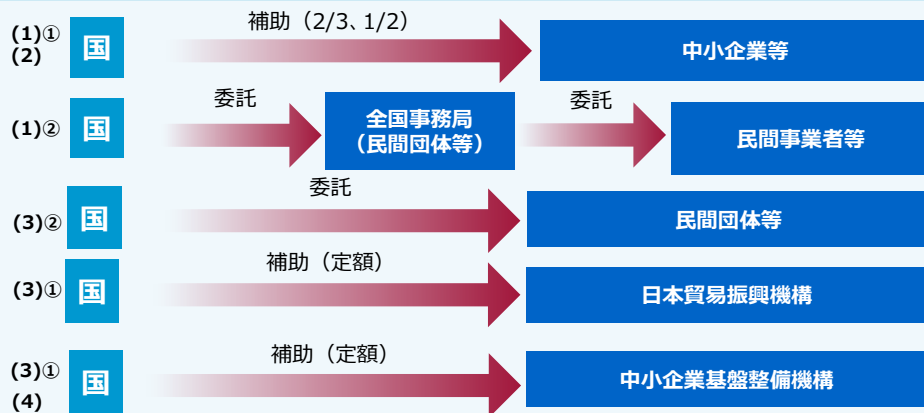 (1)① 国 補助（2/3、1/2） 中小企業等
(2)
(1)② 国 委託 全国事務局 委託 民間事業者等
（民間団体等）
(3)② 国 委託 民間団体等
(3)① 国 補助（定額） 日本貿易振興機構
(3)① 国 補助（定額） 中小企業基盤整備機構
(4)